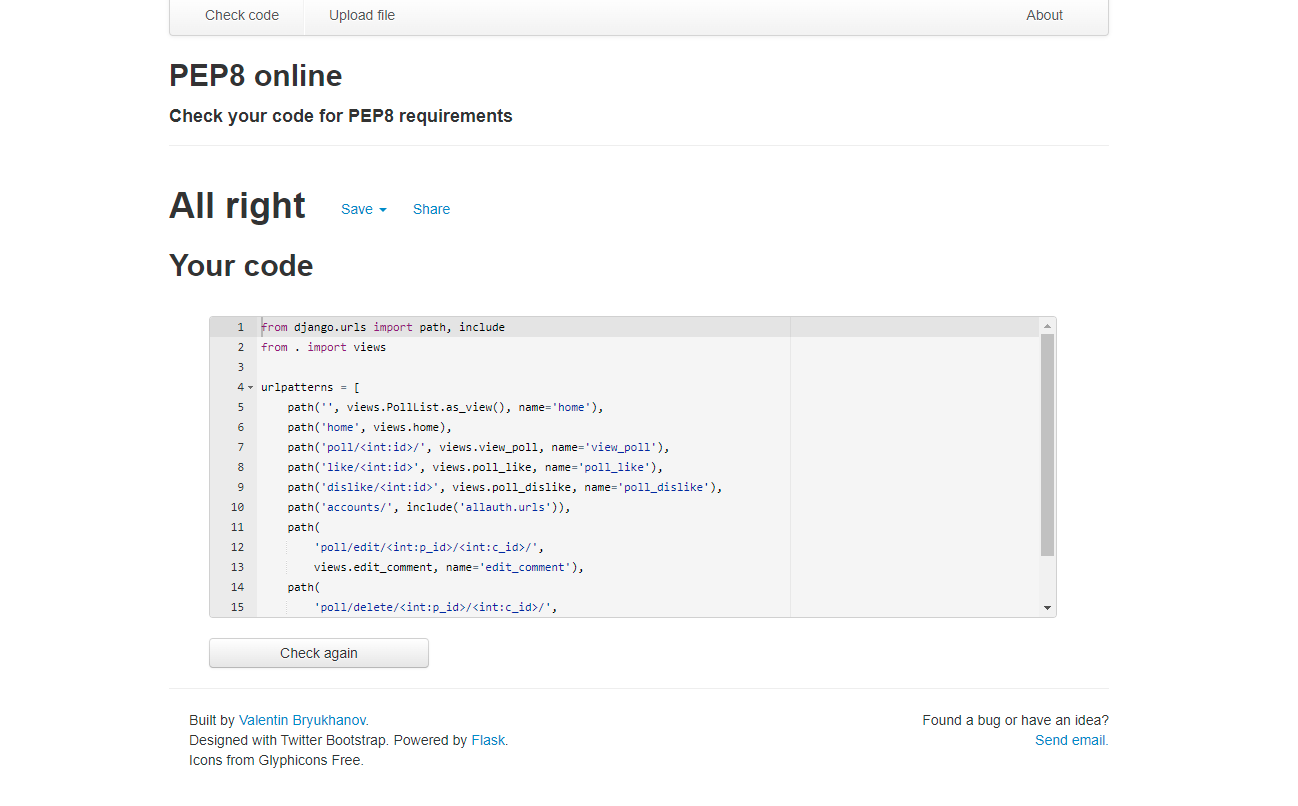 Check code Upload file About
PEP8 online
Check your code for PEP8 requirements
All right Save Share
Your code
1 from django.urls import path, include
2 from . import views
3
4 urlpatterns = [
5 path('', views.PollList.as_view(), name='home'),
6 path('home', views.home),
7 path('poll/<int:id>/', views.view_poll, name='view_poll'),
8 path('like/<int:id>', views.poll_like, name='poll_like'),
9 path('dislike/<int:id>', views.poll_dislike, name='poll_dislike'),
10 path('accounts/', include('allauth.urls')),
11 path(
12 'poll/edit/<int:p_id>/<int:c_id>/',
13 views.edit_comment, name='edit_comment'),
14 path(
15 'poll/delete/<int:p_id>/<int:c_id>/',
Check again
Built by Valentin Bryukhanov. Found a bug or have an idea?
Designed with Twitter Bootstrap. Powered by Flask. Send email.
Icons from Glyphicons Free.